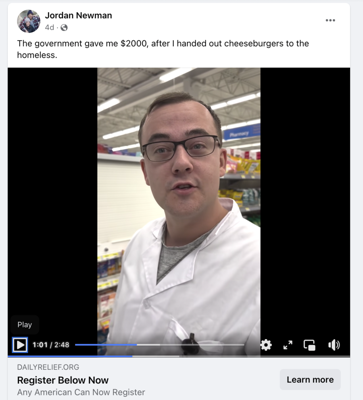 Jordan Newman
4d ·
The government gave me $2000, after I handed out cheeseburgers to the
homeless.
Pharmacy
Play
1:01 / 2:48
DAILYRELIEF.ORG
Register Below Now
Any American Can Now Register
Learn more